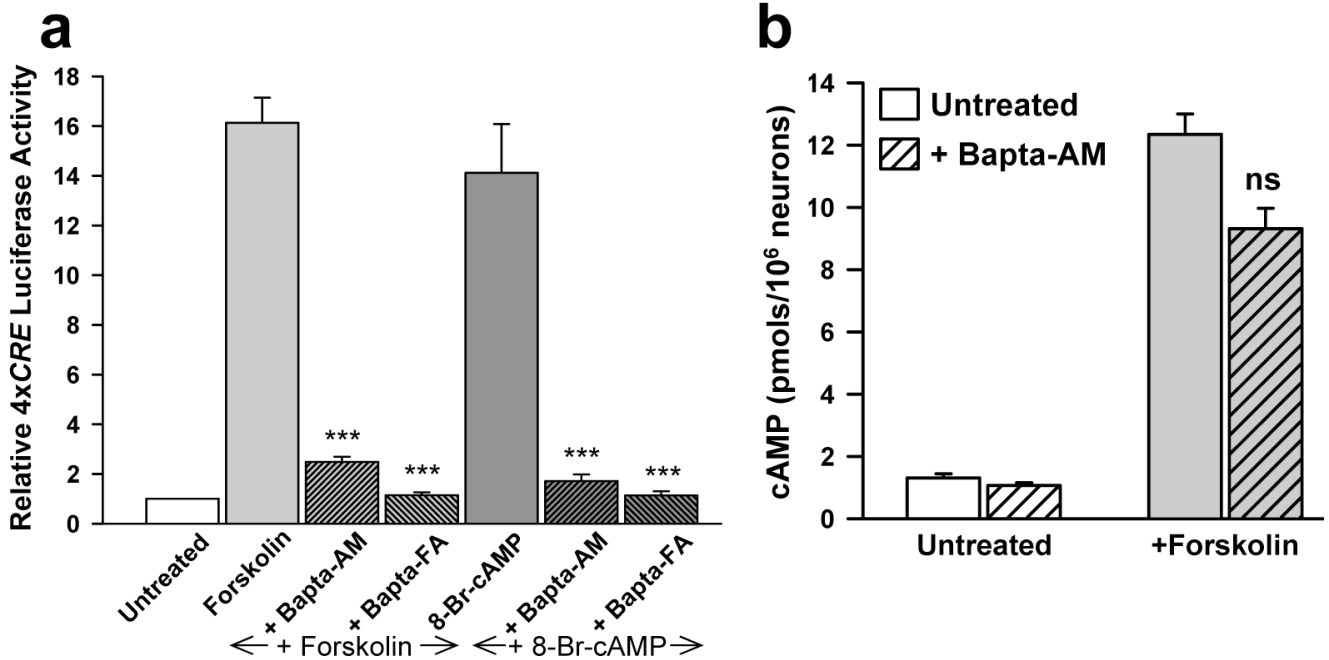 a
Relative 4xCRE Luciferase Activity
18
16
14
12
10
8
6
4
2
0
***
***
***
***
Untreated
Forskolin
+ Bapta-AM
+ Bapta-FA
8-Br-cAMP
+ Bapta-AM
+ Bapta-FA
+ Forskolin
+ 8-Br-cAMP
b
cAMP (pmols/10⁶ neurons)
14
12
10
8
6
4
2
0
Untreated
+ Bapta-AM
ns
Untreated
+Forskolin